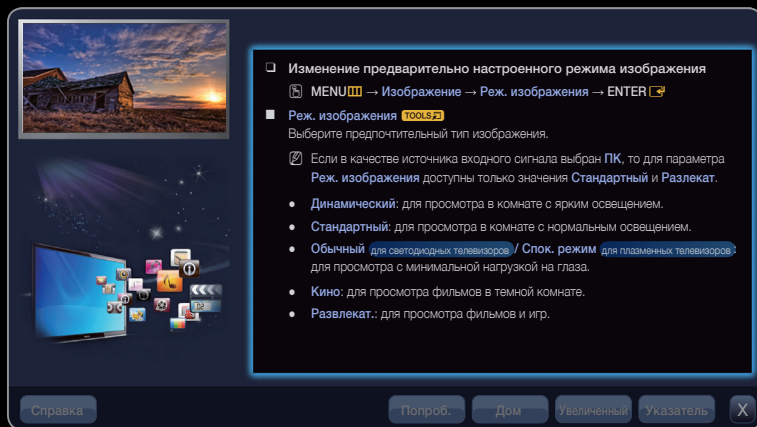 ❏ Изменение предварительно настроенного режима изображения
MENU → Изображение → Реж. изображения → ENTER
■ Реж. изображения TOOLS
Выберите предпочтительный тип изображения.
Если в качестве источника входного сигнала выбран ПК, то для параметра
Реж. изображения доступны только значения Стандартный и Разлекат.
● Динамический: для просмотра в комнате с ярким освещением.
● Стандартный: для просмотра в комнате с нормальным освещением.
● Обычный для светодиодных телевизоров / Спок. режим для плазменных телевизоров:
для просмотра с минимальной нагрузкой на глаза.
● Кино: для просмотра фильмов в темной комнате.
● Развлекат.: для просмотра фильмов и игр.
Справка Попроб. Дом Увеличенный Указатель X